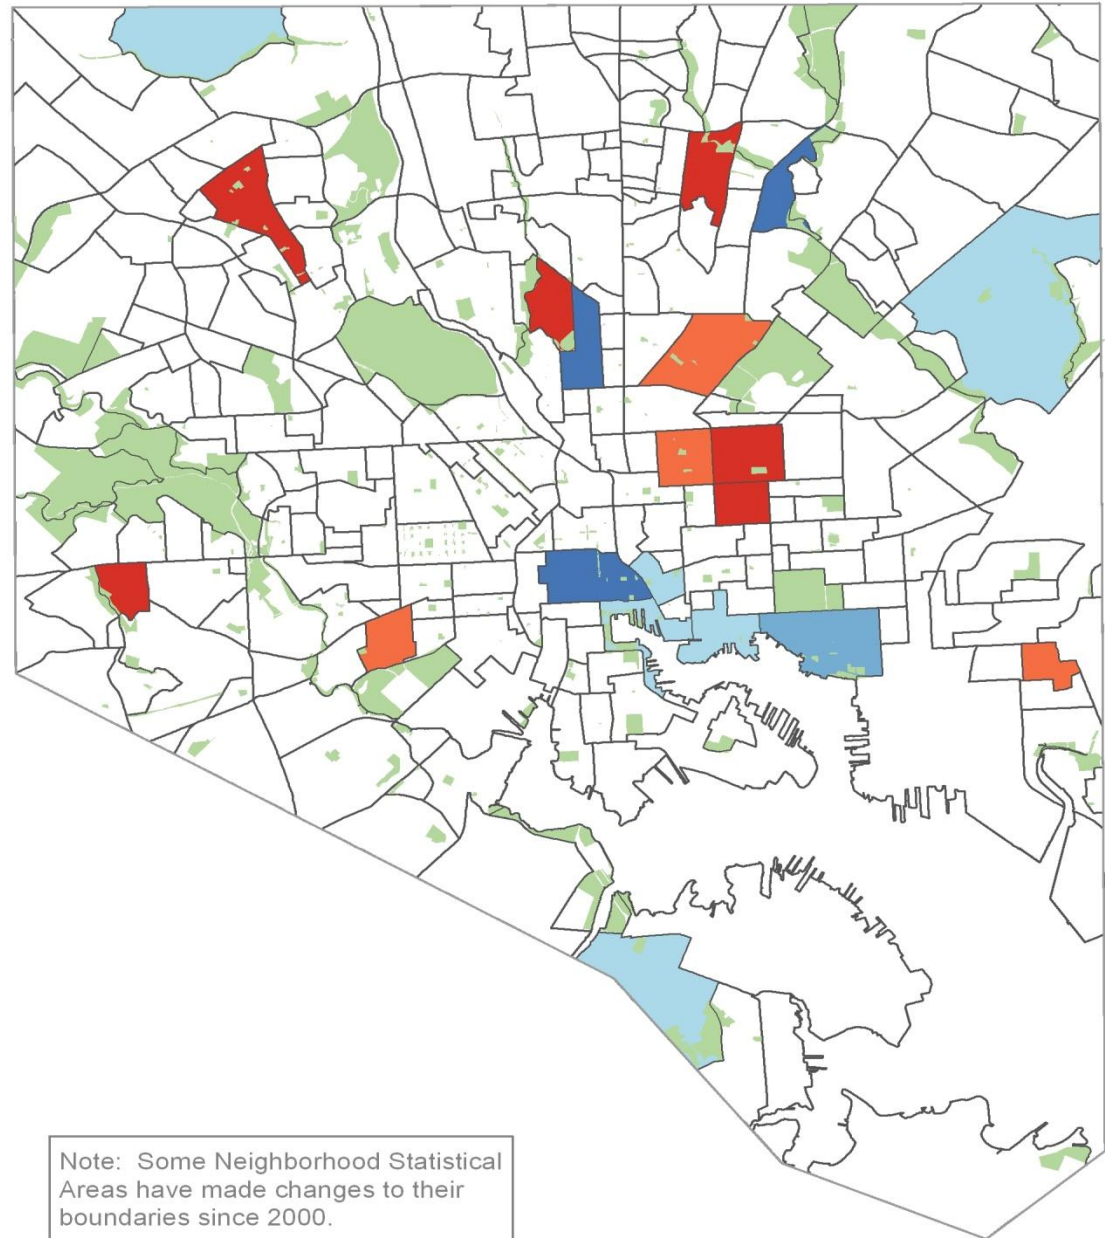 Note:  Some Neighborhood Statistical
Areas have made changes to their
boundaries since 2000.